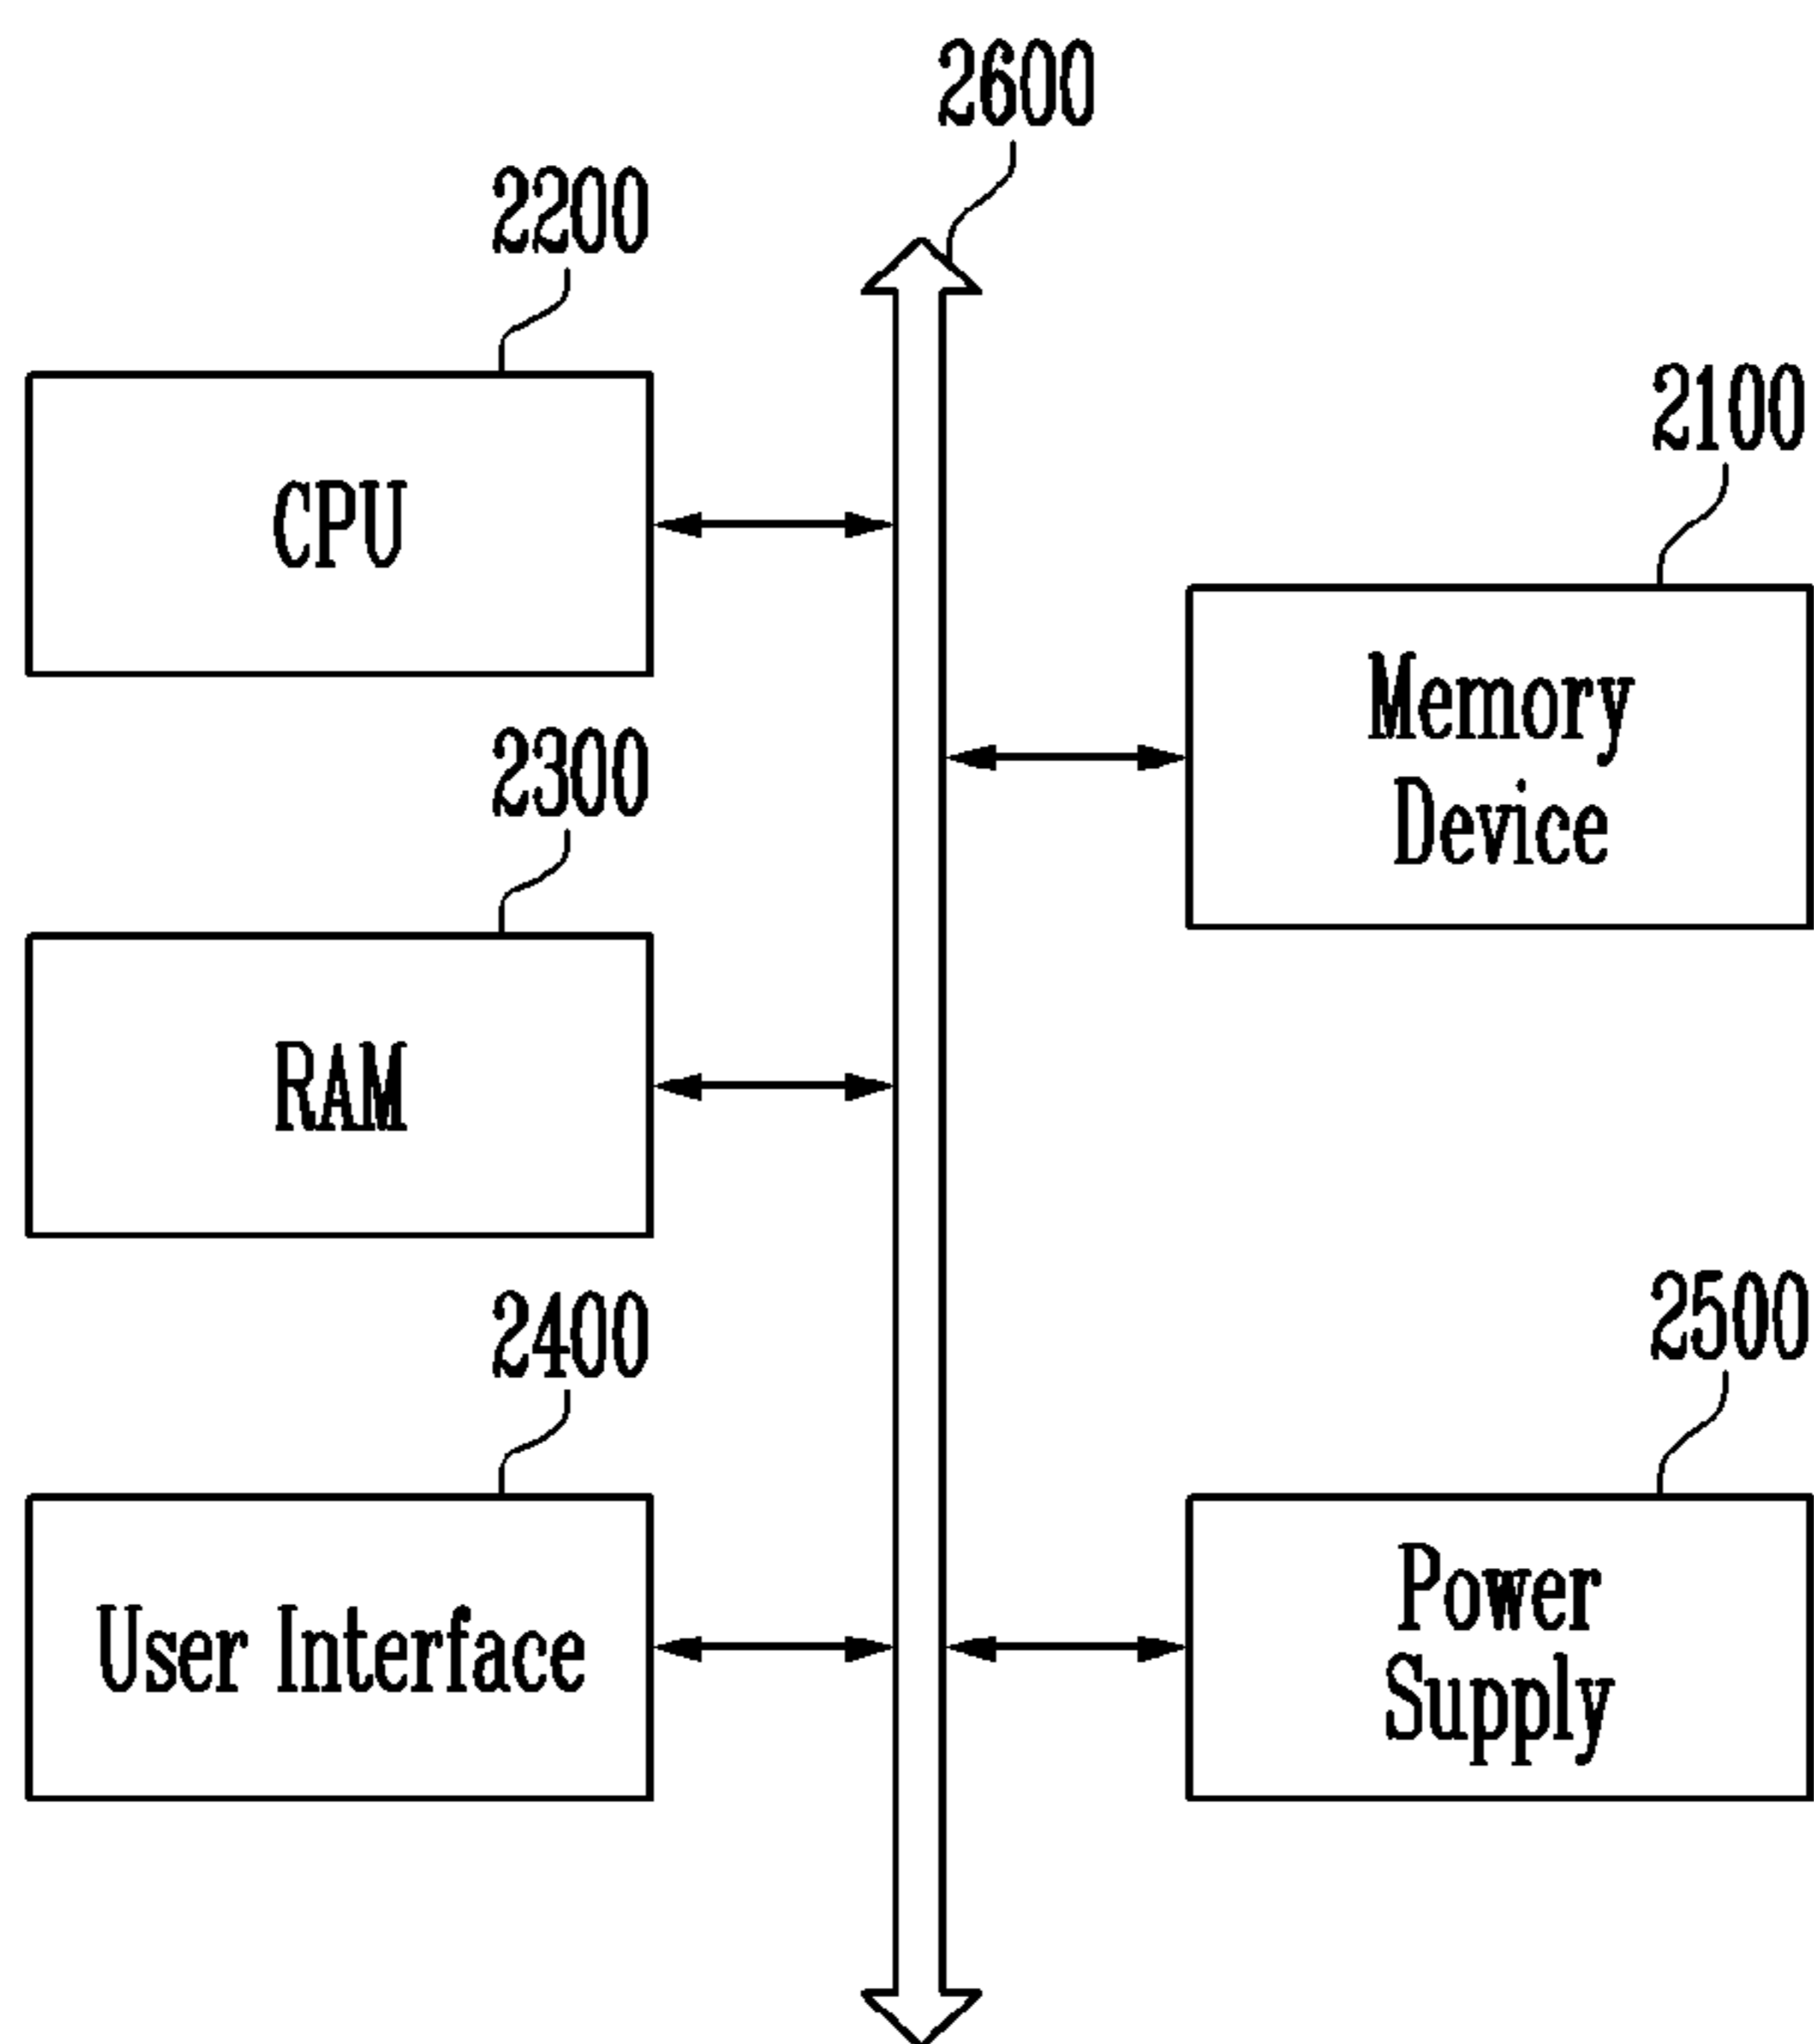 2600
2200
CPU
2100
Memory
Device
2300
RAM
2400
User Interface
2500
Power
Supply